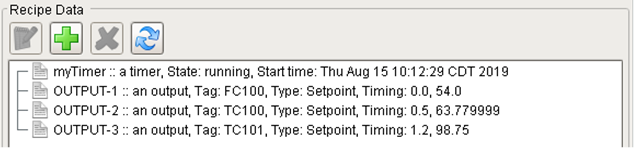 Recipe Data
myTimer :: a timer, State: running, Start time: Thu Aug 15 10:12:29 CDT 2019
OUTPUT-1 :: an output, Tag: FC100, Type: Setpoint, Timing: 0.0, 54.0
OUTPUT-2 :: an output, Tag: TC100, Type: Setpoint, Timing: 0.5, 63.779999
OUTPUT-3 :: an output, Tag: TC101, Type: Setpoint, Timing: 1.2, 98.75